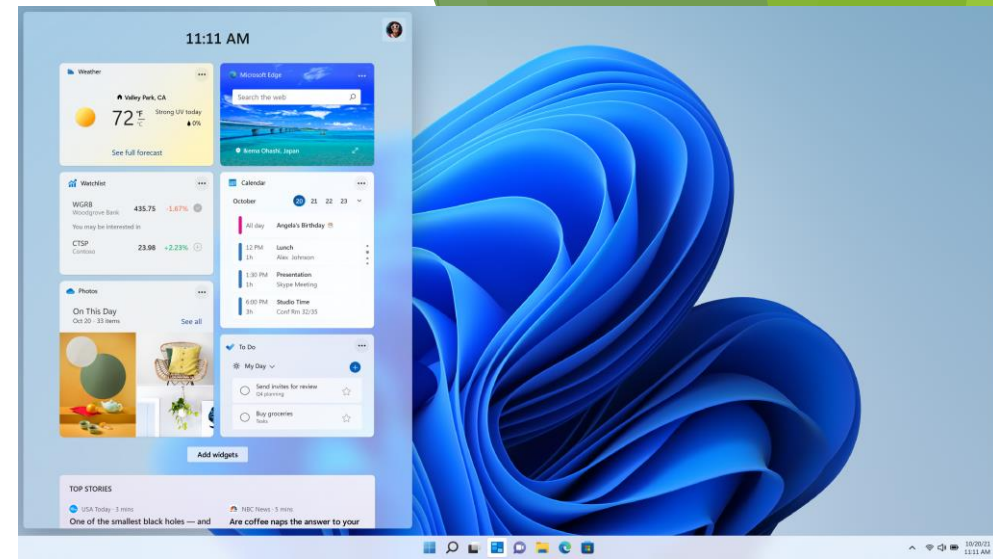 11:11 AM
Weather
Valley Park, CA
72 °F
°C
Strong UV today
0%
See full forecast
Microsoft Edge
Search the web
Ikema Ohashi, Japan
Watchlist
WGRB 435.75 -1.67%
Woodgrove Bank
You may be interested in
CTSP 23.98 +2.23%
Contoso
Calendar
October 20 21 22 23
All day Angela's Birthday
12 PM Lunch
1h Alex Johnson
1:30 PM Presentation
1h Skype Meeting
6:00 PM Studio Time
3h Conf Rm 32/35
Photos
On This Day
Oct 20 · 33 items See all
To Do
My Day
Send invites for review
Q4 planning
Buy groceries
Tasks
Add widgets
TOP STORIES
USA Today · 3 mins
One of the smallest black holes — and
NBC News · 5 mins
Are coffee naps the answer to your
10/20/21
11:11 AM